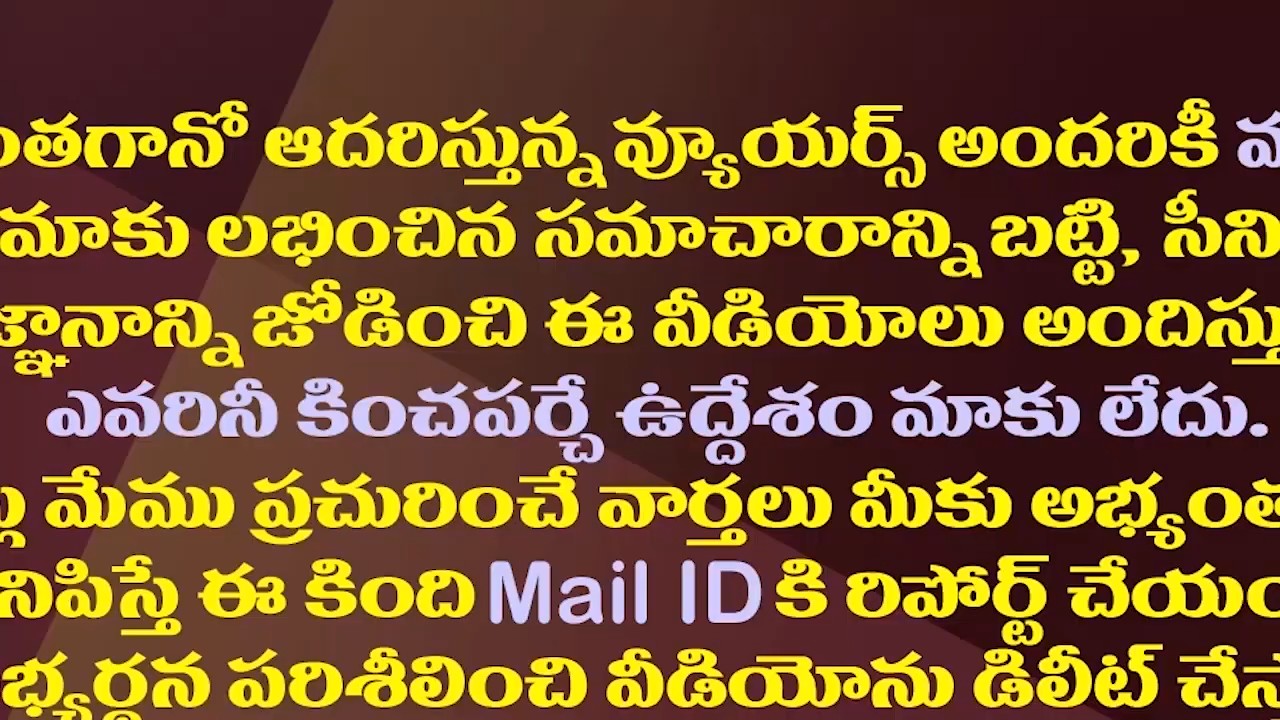 ంతగానో ఆదరిస్తున్న వ్యూయర్స్ అందరికీ
మాకు లభించిన సమాచారాన్ని బట్టి, సీని
జ్ఞానాన్ని జోడించి ఈ వీడియోలు అందిస్తు
ఎవరినీ కించపర్చే ఉద్దేశం మాకు లేదు.
మేము ప్రచురించే వార్తలు మీకు అభ్యంత
నిపిస్తే ఈ కింది Mail ID కి రిపోర్ట్ చేయం
భ్యర్థన పరిశీలించి వీడియోను డిలీట్ చేస